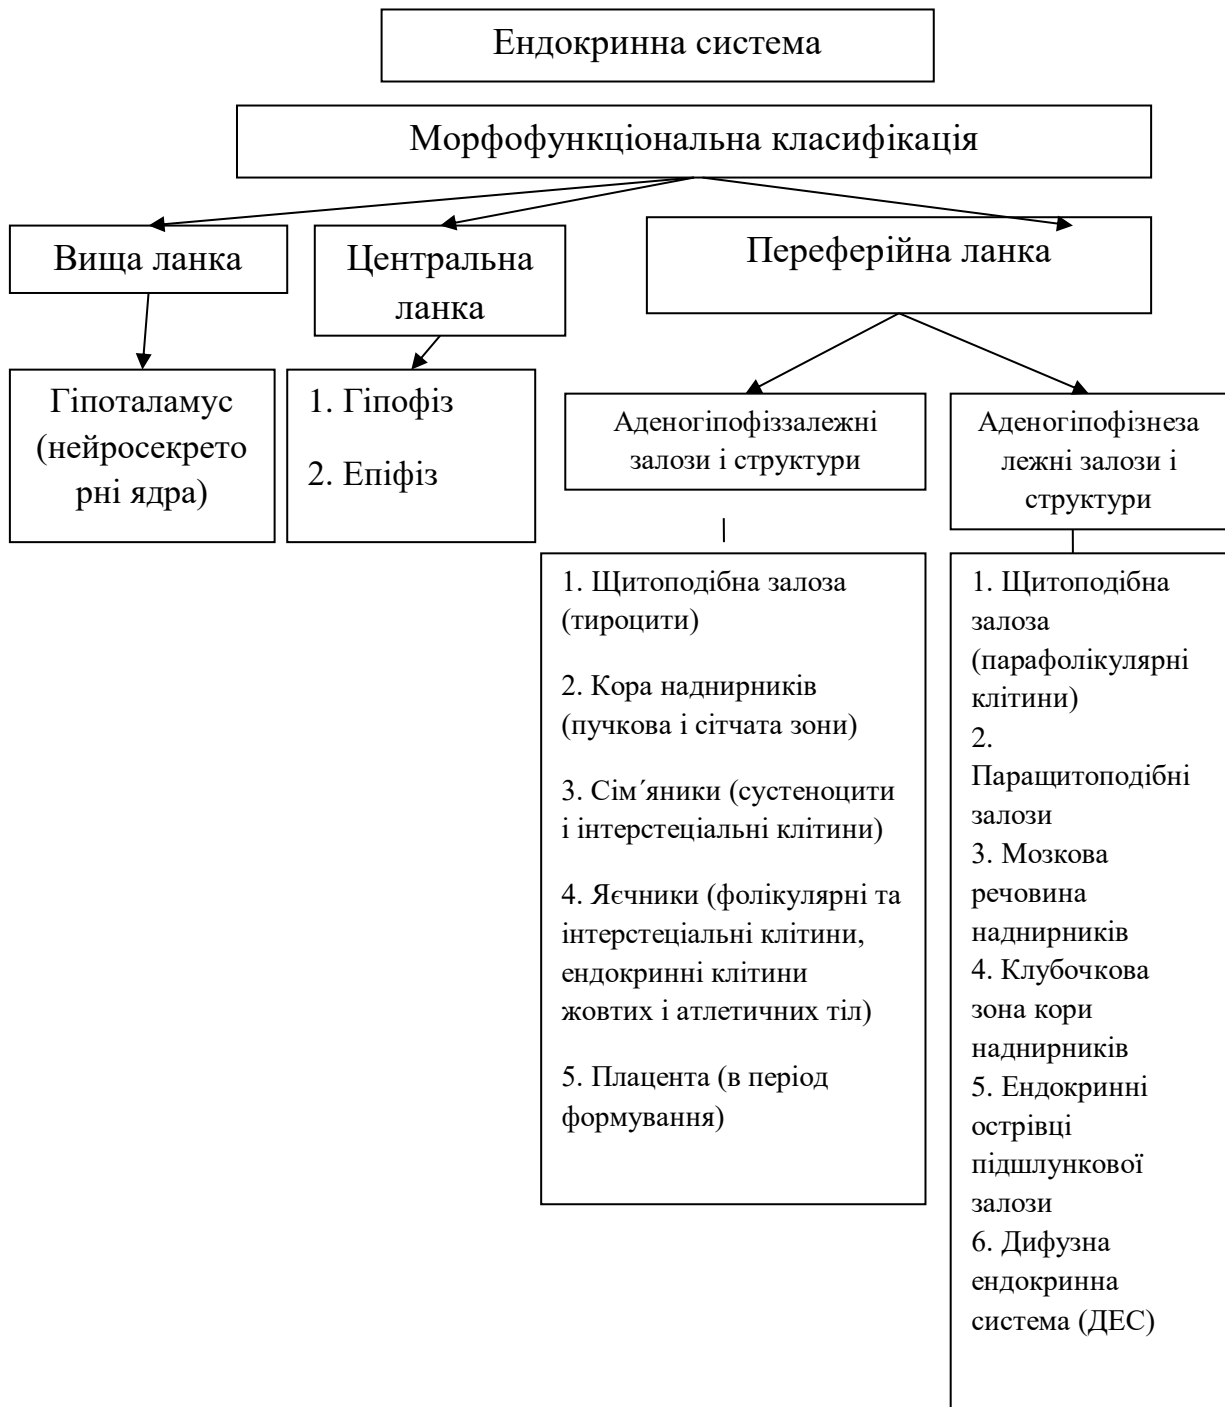 Ендокринна система
Морфофункціональна класифікація
Вища ланка
Центральна
ланка
Переферійна ланка
Гіпоталамус
(нейросекрето
рні ядра)
1. Гіпофіз
2. Епіфіз
Аденогіпофіззалежні
залози і структури
Аденогіпофізнеза
лежні залози і
структури
1. Щитоподібна залоза
(тироцити)
2. Кора наднирників
(пучкова і сітчата зони)
3. Сім´яники (сустеноцити
і інтерстеціальні клітини)
4. Яєчники (фолікулярні та
інтерстеціальні клітини,
ендокринні клітини
жовтих і атлетичних тіл)
5. Плацента (в період
формування)
1. Щитоподібна
залоза
(парафолікулярні
клітини)
2.
Паращитоподібні
залози
3. Мозкова
речовина
наднирників
4. Клубочкова
зона кори
наднирників
5. Ендокринні
острівці
підшлункової
залози
6. Дифузна
ендокринна
система (ДЕС)